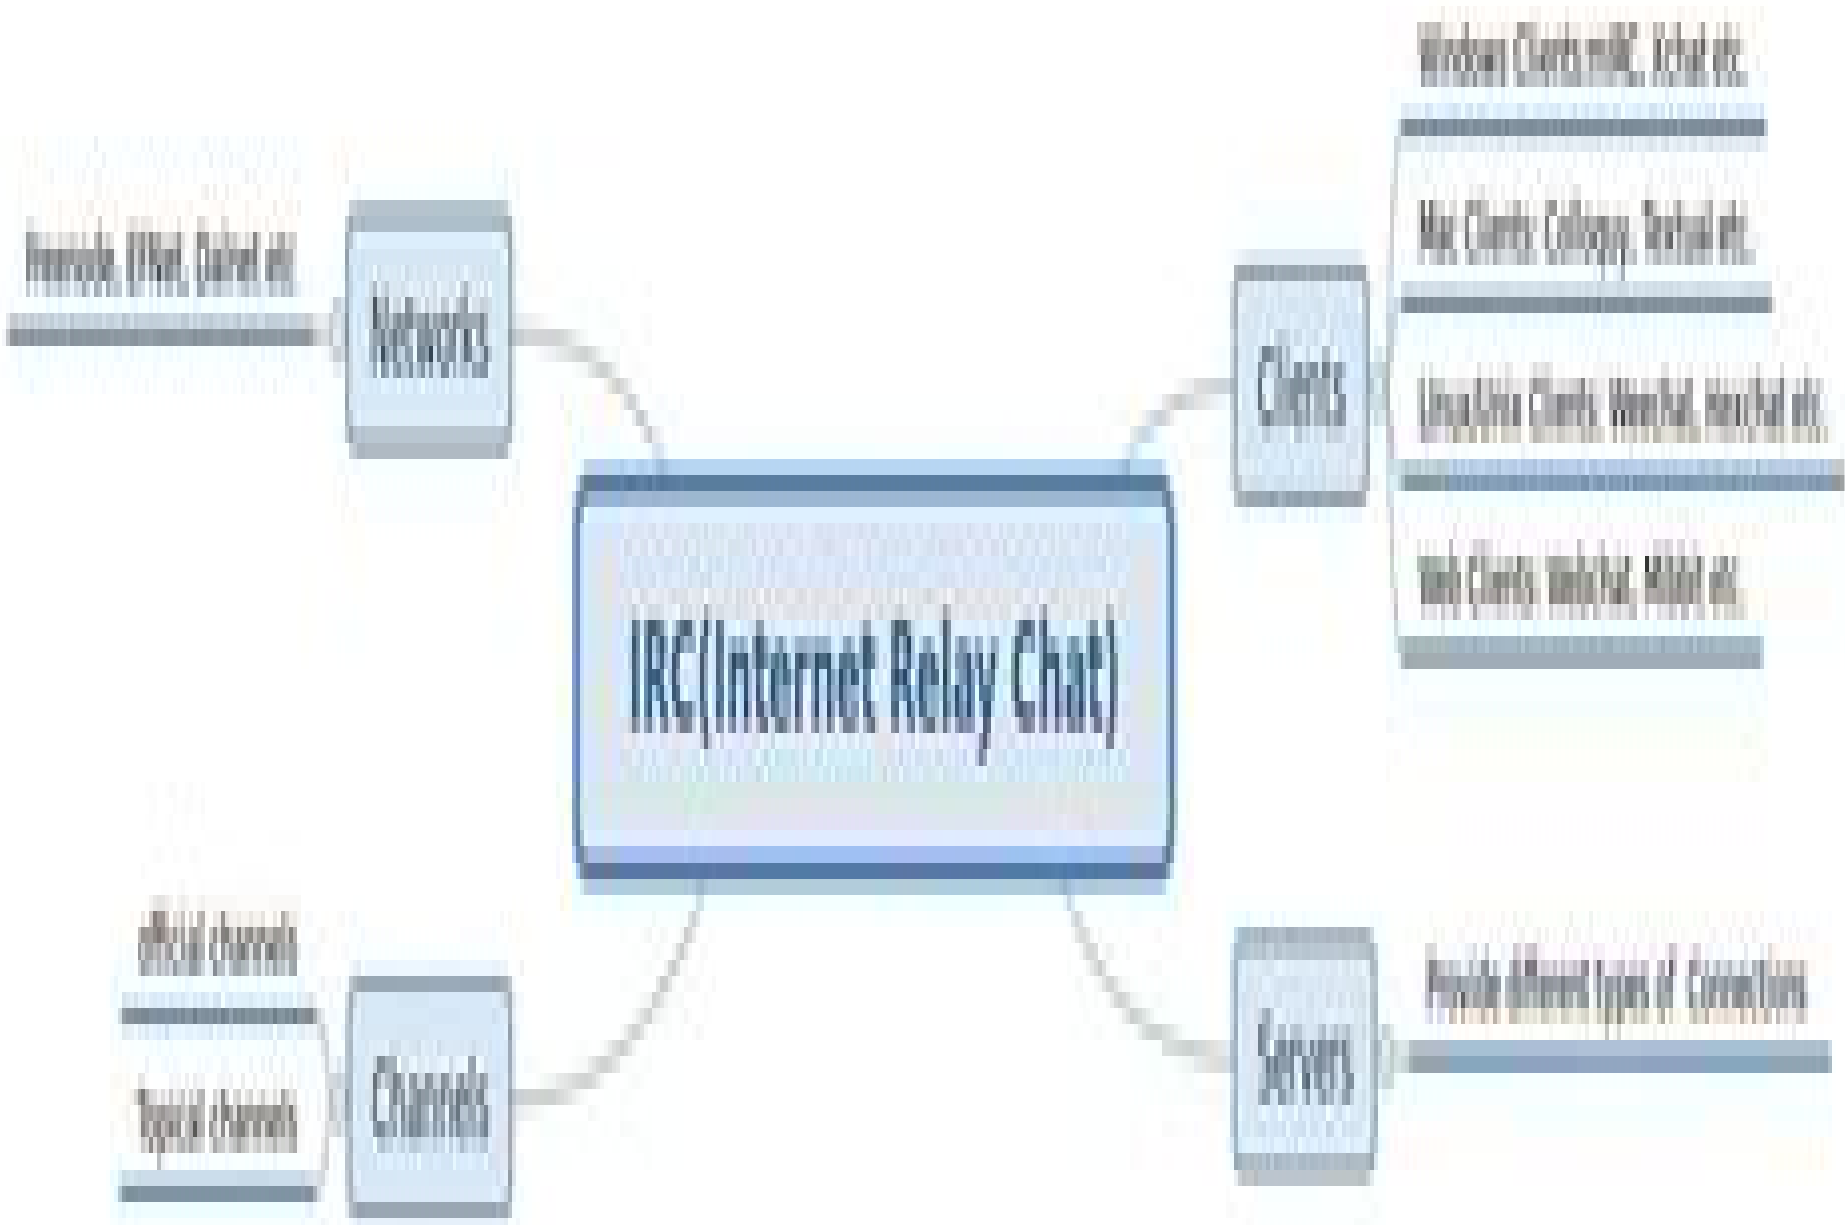 Windows Clients mIRC, Xchat etc.
Mac Clients: Colloquy, Textual etc.
Freenode, EFNet, Dalnet etc
Networks
Clients
Linux/Unix Clients: Weechat, Hexchat etc.
Web Clients: Webchat, Mibbit etc.
IRC(Internet Relay Chat)
official channels
Provide different types of Connections
Servers
Channels
Topical channels